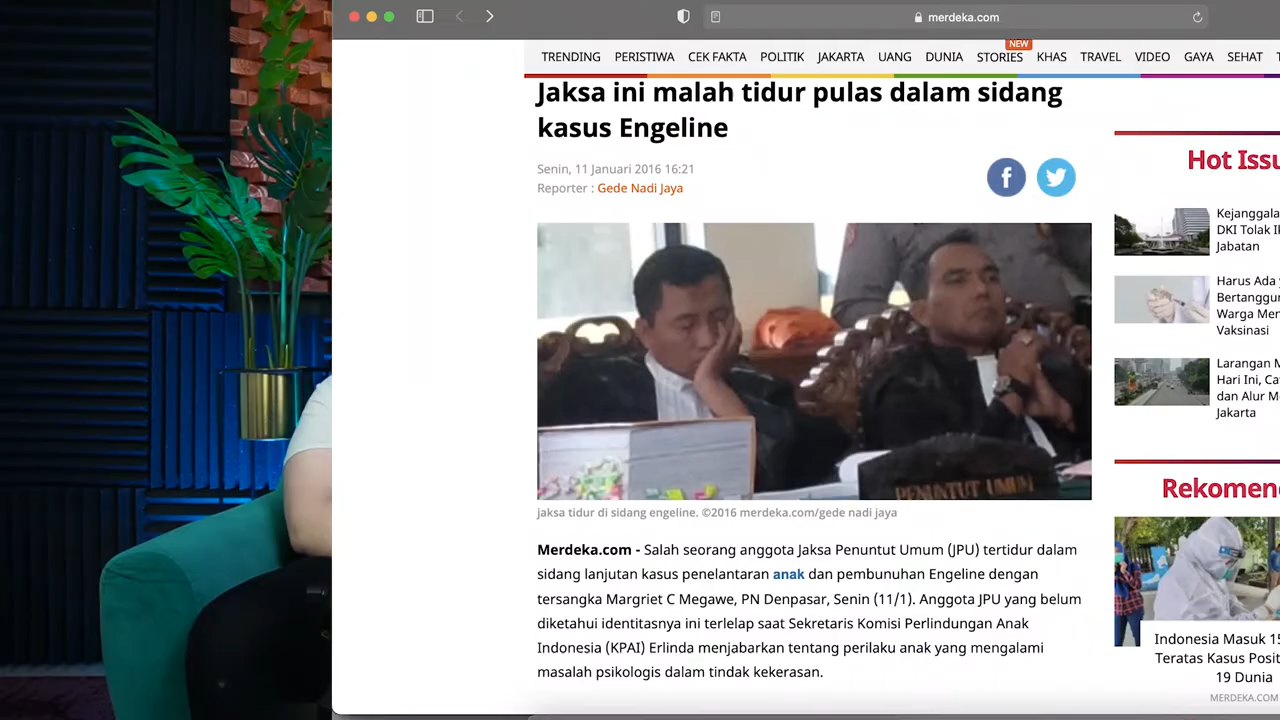 merdeka.com
NEW
TRENDING PERISTIWA CEK FAKTA POLITIK JAKARTA UANG DUNIA STORIES KHAS TRAVEL VIDEO GAYA SEHAT
Jaksa ini malah tidur pulas dalam sidang
kasus Engeline
Senin, 11 Januari 2016 16:21
Reporter : Gede Nadi Jaya
PENUNTUT UMUM
jaksa tidur di sidang engeline. ©2016 merdeka.com/gede nadi jaya
Merdeka.com - Salah seorang anggota Jaksa Penuntut Umum (JPU) tertidur dalam
sidang lanjutan kasus penelantaran anak dan pembunuhan Engeline dengan
tersangka Margriet C Megawe, PN Denpasar, Senin (11/1). Anggota JPU yang belum
diketahui identitasnya ini terlelap saat Sekretaris Komisi Perlindungan Anak
Indonesia (KPAI) Erlinda menjabarkan tentang perilaku anak yang mengalami
masalah psikologis dalam tindak kekerasan.
Hot Issu
Kejanggala
DKI Tolak I
Jabatan
Harus Ada
Bertanggun
Warga Men
Vaksinasi
Larangan M
Hari Ini, Ca
dan Alur M
Jakarta
Rekomen
Indonesia Masuk 15
Teratas Kasus Posit
19 Dunia
MERDEKA.COM